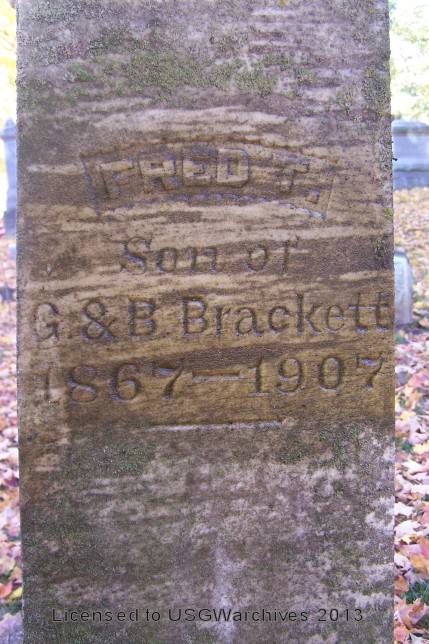 FRED T.
Son of
G. & B. Brackett
1867—1907
Licensed to USGWarchives 2013